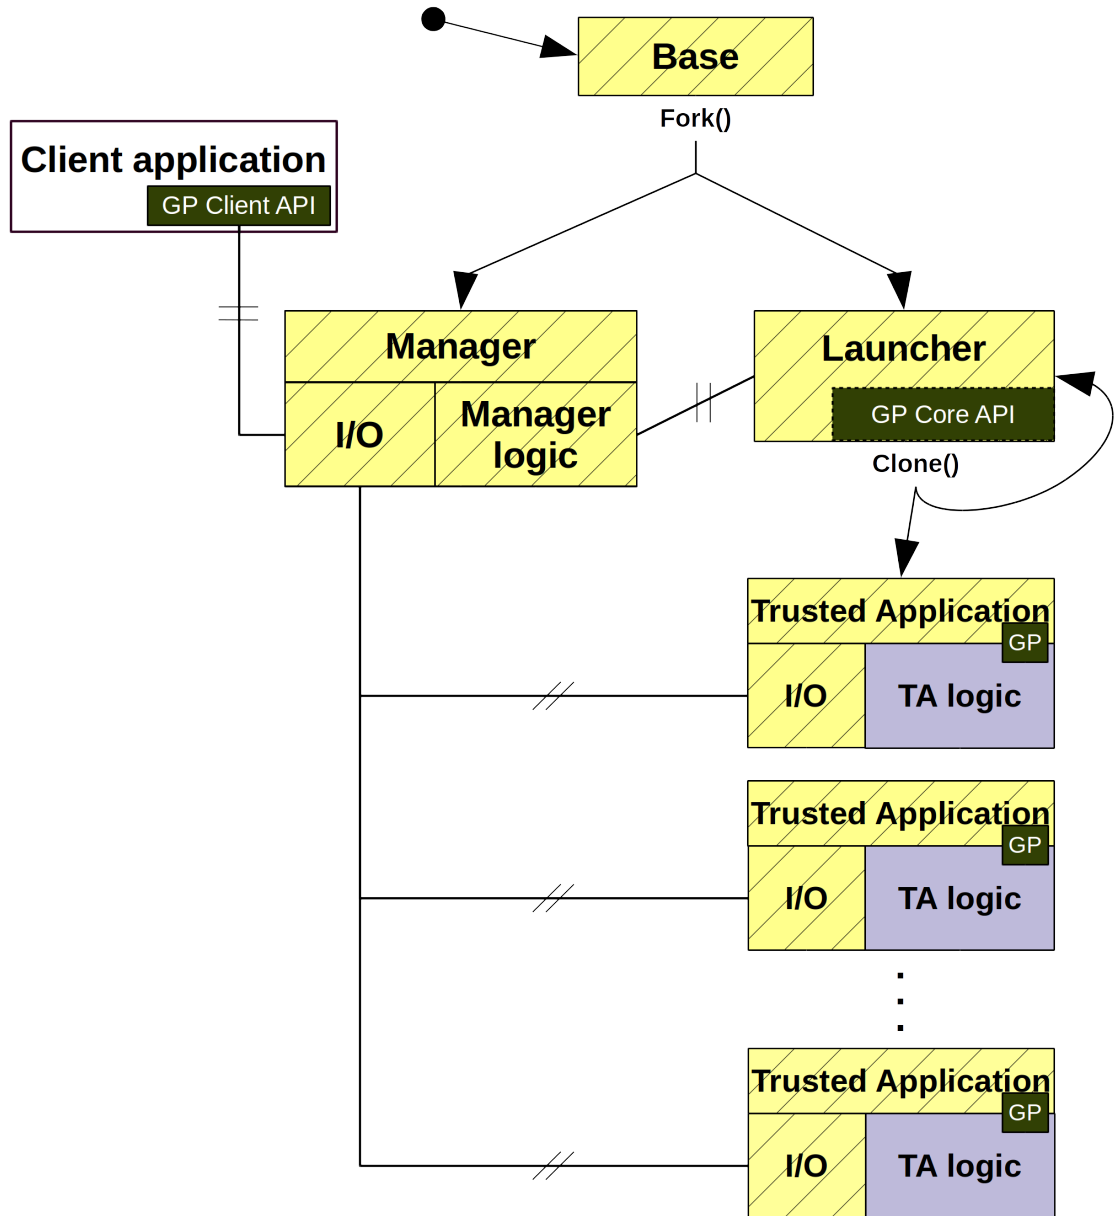 Base
Fork()
Client application
GP Client API
Manager
I/O
Manager
logic
Launcher
GP Core API
Clone()
Trusted Application
GP
I/O
TA logic
Trusted Application
GP
I/O
TA logic
Trusted Application
GP
I/O
TA logic